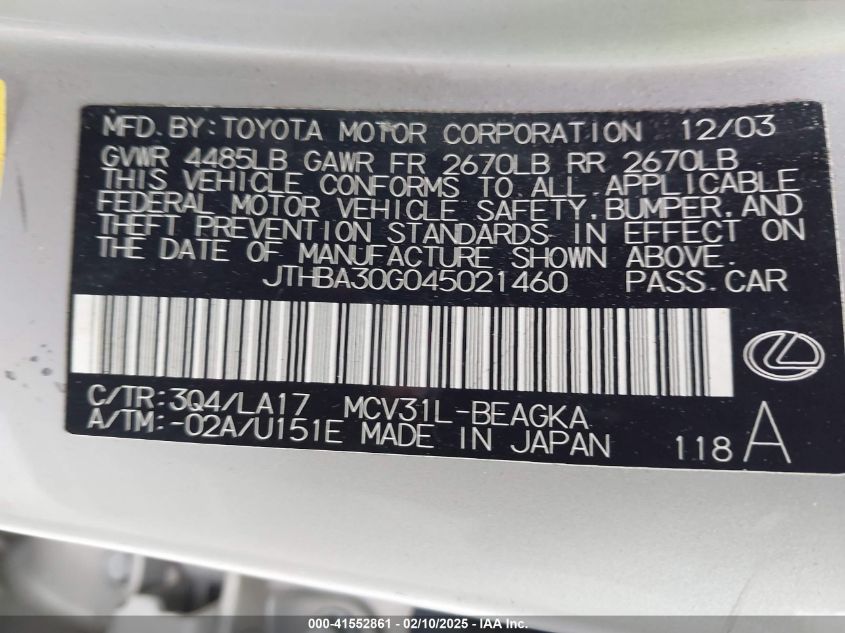 MFD. BY: TOYOTA MOTOR CORPORATION 12/03
GVWR 4485LB GAWR FR 2670LB RR 2670LB
THIS VEHICLE CONFORMS TO ALL APPLICABLE
FEDERAL MOTOR VEHICLE SAFETY, BUMPER, AND
THEFT PREVENTION STANDARDS IN EFFECT ON
THE DATE OF MANUFACTURE SHOWN ABOVE.
JTHBA30G045021460 PASS. CAR
C/TR: 3Q4/LA17 MCV31L-BEAGKA
A/TM: -02A/U151E MADE IN JAPAN 118 A
000-41552861 - 02/10/2025 - IAAI.COM